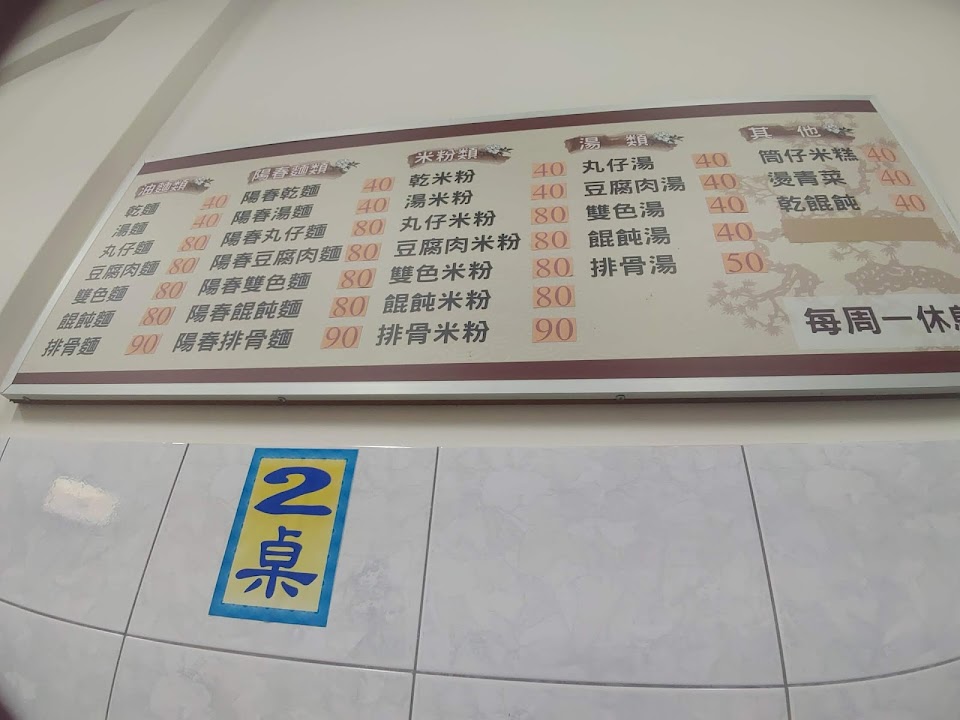 油麵類
乾麵 40
湯麵 40
丸仔麵 80
豆腐肉麵 80
雙色麵 80
餛飩麵 80
排骨麵 90
陽春麵類
陽春乾麵 40
陽春湯麵 40
陽春丸仔麵 80
陽春豆腐肉麵 80
陽春雙色麵 80
陽春餛飩麵 80
陽春排骨麵 90
米粉類
乾米粉 40
湯米粉 40
丸仔米粉 80
豆腐肉米粉 80
雙色米粉 80
餛飩米粉 80
排骨米粉 90
湯類
丸仔湯 40
豆腐肉湯 40
雙色湯 40
餛飩湯 40
排骨湯 50
其他
筒仔米糕 40
燙青菜 40
乾餛飩 40
每周一休息
2
桌